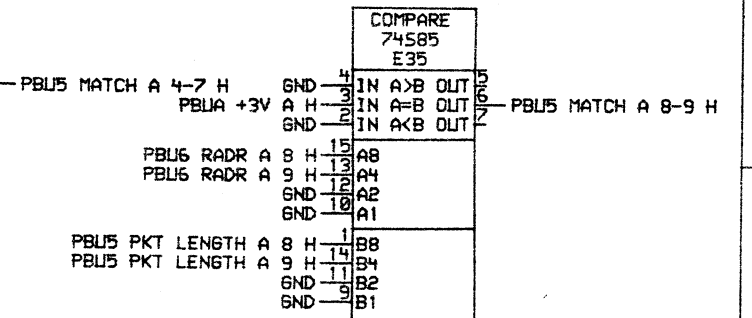 COMPARE
74S85
E35
PBU5 MATCH A 4-7 H
GND 4 IN A>B OUT 5
PBUA +3V A H 3 IN A=B OUT 6 PBU5 MATCH A 8-9 H
GND 2 IN A<B OUT 7
PBU6 RADR A 8 H 15 A8
PBU6 RADR A 9 H 13 A4
GND 12 A2
GND 10 A1
PBU5 PKT LENGTH A 8 H 1 B8
PBU5 PKT LENGTH A 9 H 14 B4
GND 11 B2
GND 9 B1